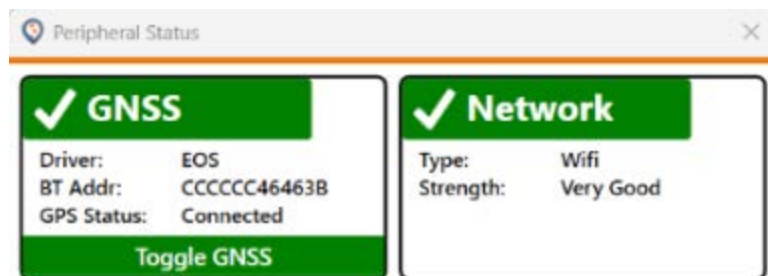 Peripheral Status
GNSS
Driver: EOS
BT Addr: CCCCCC46463B
GPS Status: Connected
Toggle GNSS
Network
Type: Wifi
Strength: Very Good